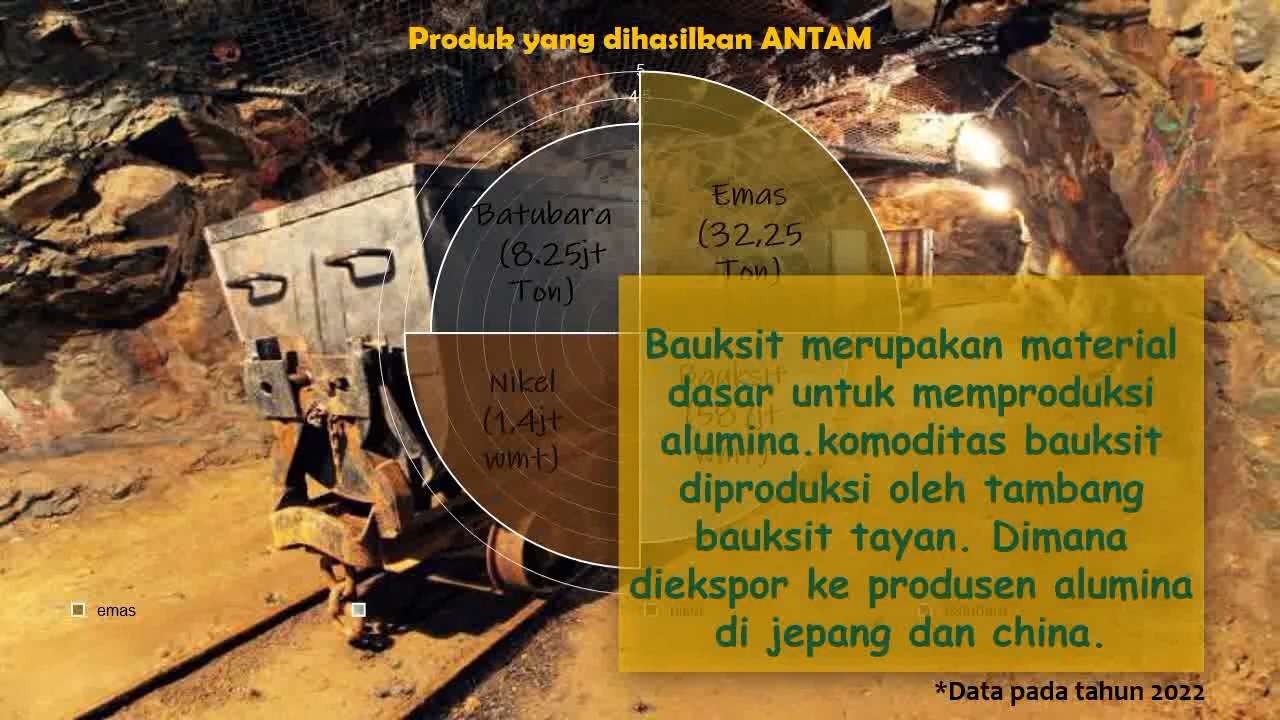 Produk yang dihasilkan ANTAM
5
4
Batubara
(8.25jt
Ton)
Emas
(32,25
Ton)
Nikel
(1,4jt
wmt)
Bauksit merupakan material
dasar untuk memproduksi
alumina.komoditas bauksit
diproduksi oleh tambang
bauksit tayan. Dimana
diekspor ke produsen alumina
di jepang dan china.
emas
*Data pada tahun 2022